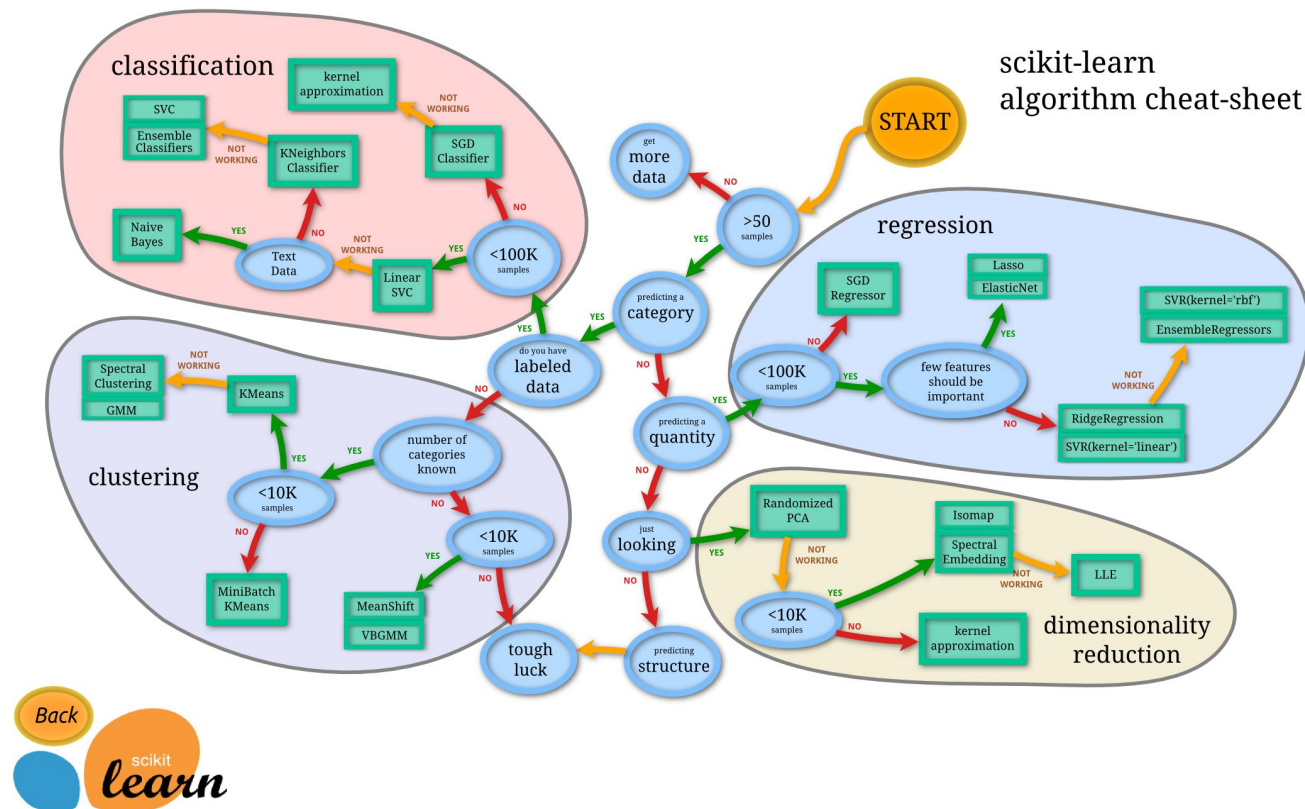 scikit-learn
algorithm cheat-sheet
START
get
more
data
NO
>50
samples
YES
predicting a
category
YES
NO
do you have
labeled
data
YES
NO
predicting a
quantity
YES
NO
just
looking
YES
NO
predicting
structure
tough
luck
classification
kernel
approximation
NOT
WORKING
SGD
Classifier
NO
<100K
samples
YES
Linear
SVC
NOT
WORKING
Text
Data
YES
NO
Naive
Bayes
KNeighbors
Classifier
NOT
WORKING
SVC
Ensemble
Classifiers
regression
SGD
Regressor
NO
<100K
samples
YES
few features
should be
important
YES
NO
Lasso
ElasticNet
RidgeRegression
SVR(kernel='linear')
NOT
WORKING
SVR(kernel='rbf')
EnsembleRegressors
clustering
number of
categories
known
YES
NO
<10K
samples
YES
NO
KMeans
NOT
WORKING
Spectral
Clustering
GMM
MiniBatch
KMeans
<10K
samples
YES
NO
MeanShift
VBGMM
dimensionality
reduction
Randomized
PCA
NOT
WORKING
<10K
samples
YES
NO
Isomap
Spectral
Embedding
NOT
WORKING
LLE
kernel
approximation
Back
scikit
learn